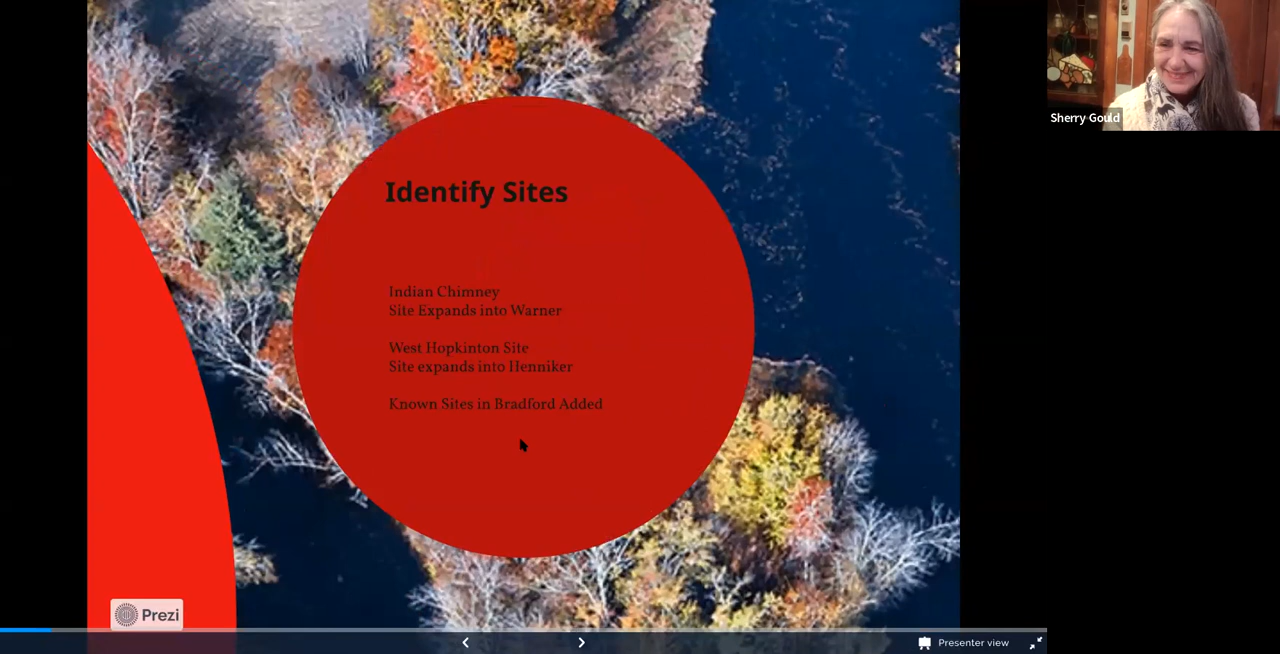 Identify Sites
Indian Chimney
Site Expands into Warner
West Hopkinton Site
Site expands into Henniker
Known Sites in Bradford Added
Sherry Gould
Prezi
Presenter view